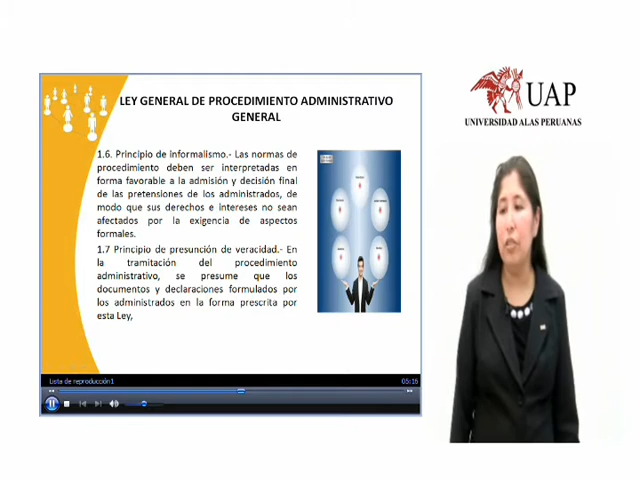 LEY GENERAL DE PROCEDIMIENTO ADMINISTRATIVO
GENERAL
1.6. Principio de informalismo.- Las normas de
procedimiento deben ser interpretadas en
forma favorable a la admisión y decisión final
de las pretensiones de los administrados, de
modo que sus derechos e intereses no sean
afectados por la exigencia de aspectos
formales.
1.7 Principio de presunción de veracidad.- En
la tramitación del procedimiento
administrativo, se presume que los
documentos y declaraciones formulados por
los administrados en la forma prescrita por
esta Ley,
Lista de reproducción1
05:16
UAP
UNIVERSIDAD ALAS PERUANAS